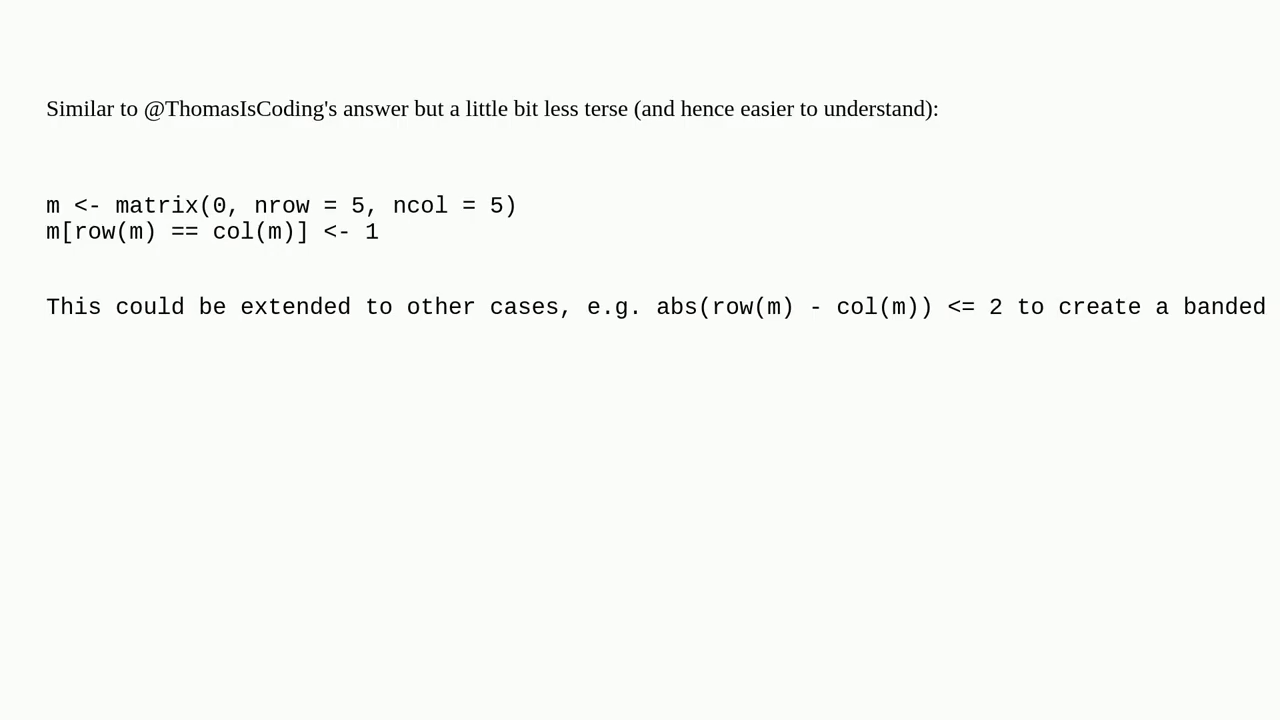 Similar to @ThomasIsCoding's answer but a little bit less terse (and hence easier to understand):
m <- matrix(0, nrow = 5, ncol = 5)
m[row(m) == col(m)] <- 1
This could be extended to other cases, e.g. abs(row(m) - col(m)) <= 2 to create a banded